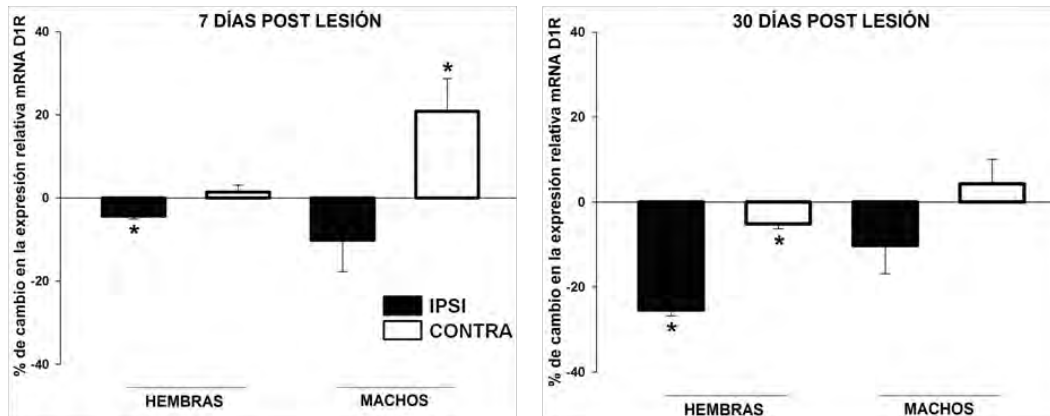 7 DÍAS POST LESIÓN
% de cambio en la expresión relativa mRNA D1R
40
20
0
-20
-40
*
*
IPSI
CONTRA
HEMBRAS
MACHOS
30 DÍAS POST LESIÓN
% de cambio en la expresión relativa mRNA D1R
40
20
0
-20
-40
*
*
HEMBRAS
MACHOS